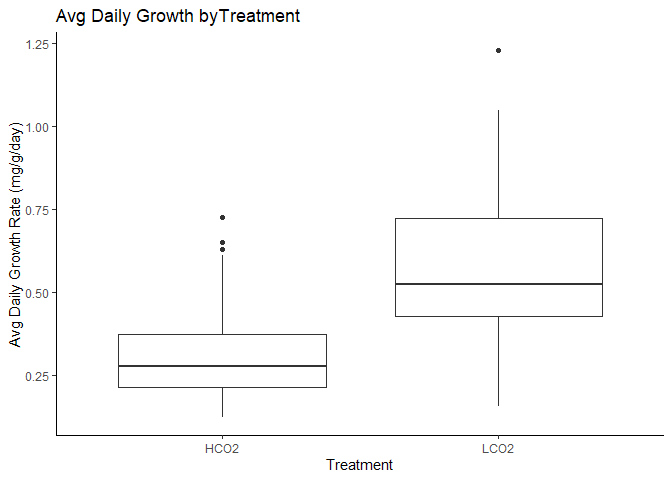 Avg Daily Growth byTreatment
1.25
1.00
0.75
0.50
0.25
Avg Daily Growth Rate (mg/g/day)
HCO2
LCO2
Treatment